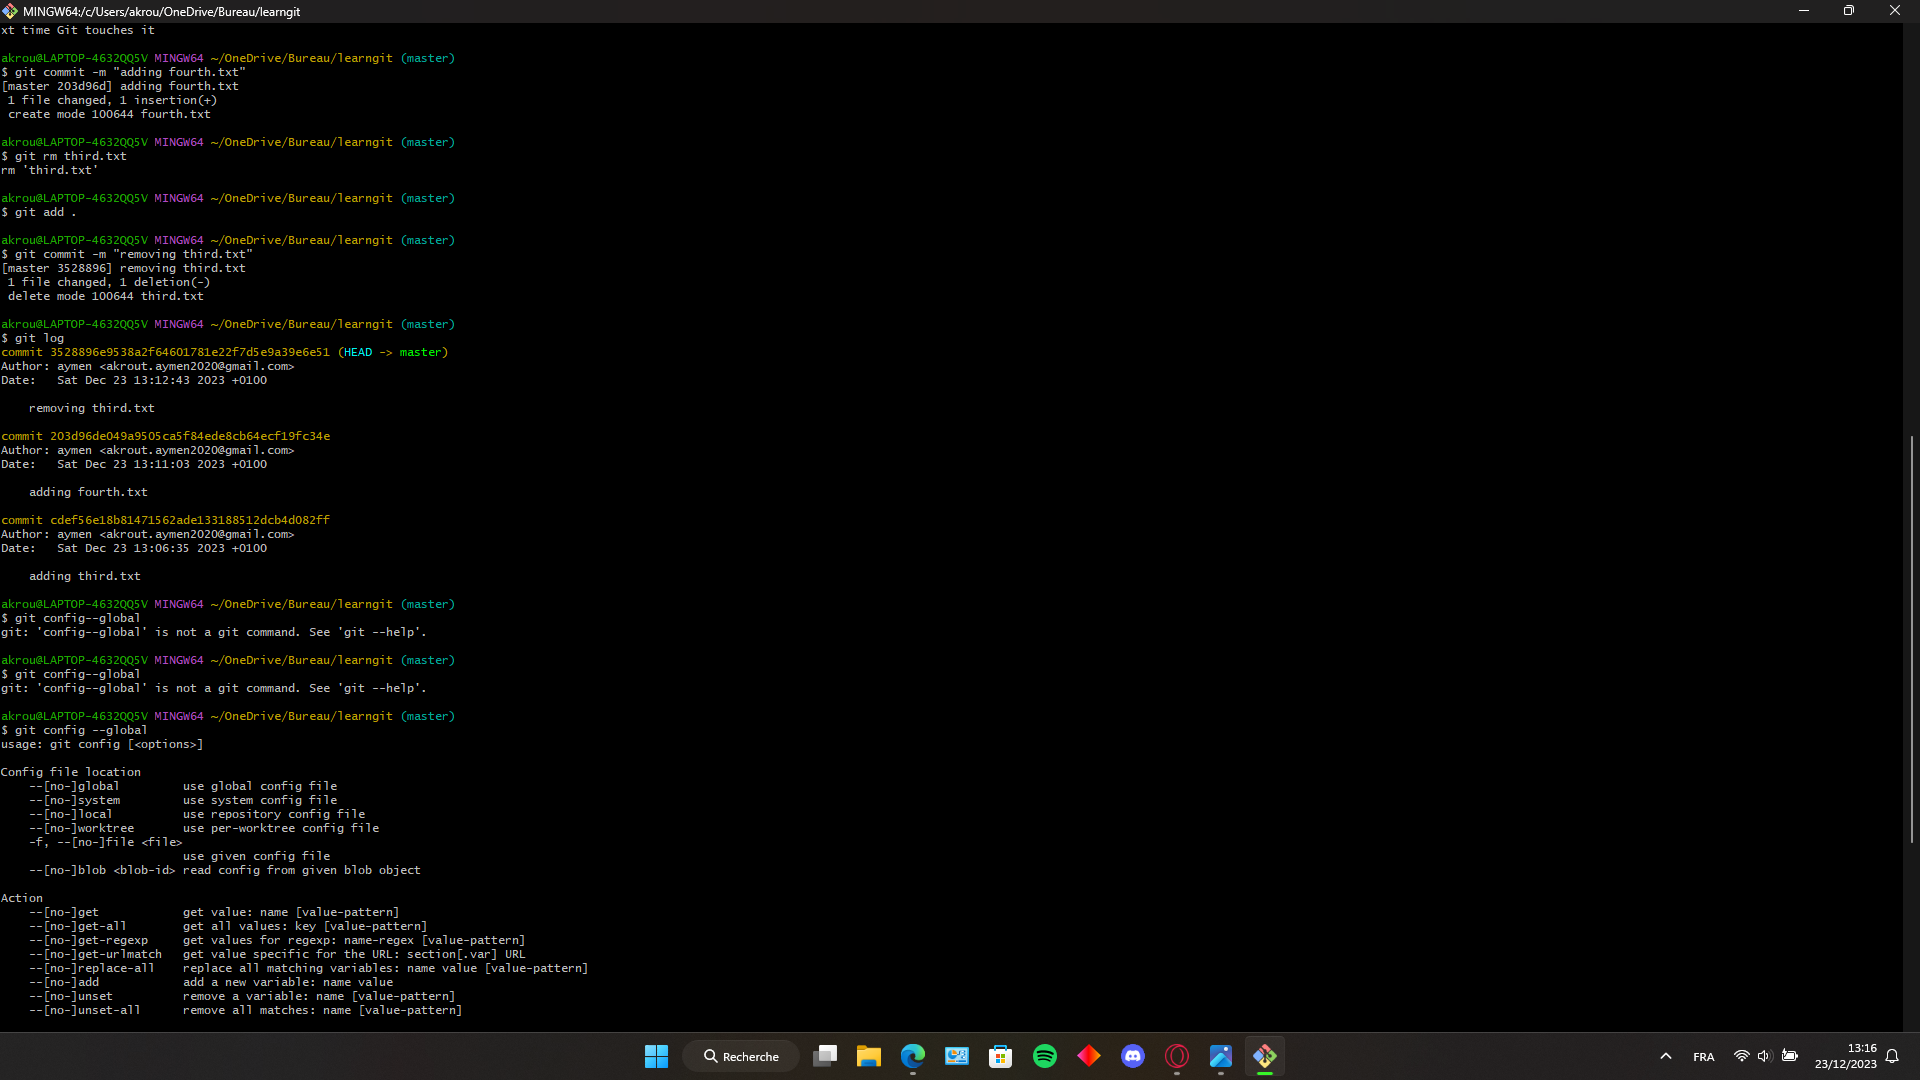 MINGW64:/c/Users/akrou/OneDrive/Bureau/learngit
xt time Git touches it
akrou@LAPTOP-4632QQ5V MINGW64 ~/OneDrive/Bureau/learngit (master)
$ git commit -m "adding fourth.txt"
[master 203d96d] adding fourth.txt
 1 file changed, 1 insertion(+)
 create mode 100644 fourth.txt
akrou@LAPTOP-4632QQ5V MINGW64 ~/OneDrive/Bureau/learngit (master)
$ git rm third.txt
rm 'third.txt'
akrou@LAPTOP-4632QQ5V MINGW64 ~/OneDrive/Bureau/learngit (master)
$ git add .
akrou@LAPTOP-4632QQ5V MINGW64 ~/OneDrive/Bureau/learngit (master)
$ git commit -m "removing third.txt"
[master 3528896] removing third.txt
 1 file changed, 1 deletion(-)
 delete mode 100644 third.txt
akrou@LAPTOP-4632QQ5V MINGW64 ~/OneDrive/Bureau/learngit (master)
$ git log
commit 3528896e9538a2f64601781e22f7d5e9a39e6e51 (HEAD -> master)
Author: aymen <akrout.aymen2020@gmail.com>
Date:   Sat Dec 23 13:12:43 2023 +0100
    removing third.txt
commit 203d96de049a9505ca5f84ede8cb64ecf19fc34e
Author: aymen <akrout.aymen2020@gmail.com>
Date:   Sat Dec 23 13:11:03 2023 +0100
    adding fourth.txt
commit cdef56e18b81471562ade133188512dcb4d082ff
Author: aymen <akrout.aymen2020@gmail.com>
Date:   Sat Dec 23 13:06:35 2023 +0100
    adding third.txt
akrou@LAPTOP-4632QQ5V MINGW64 ~/OneDrive/Bureau/learngit (master)
$ git config--global
git: 'config--global' is not a git command. See 'git --help'.
akrou@LAPTOP-4632QQ5V MINGW64 ~/OneDrive/Bureau/learngit (master)
$ git config--global
git: 'config--global' is not a git command. See 'git --help'.
akrou@LAPTOP-4632QQ5V MINGW64 ~/OneDrive/Bureau/learngit (master)
$ git config --global
usage: git config [<options>]
Config file location
    --[no-]global         use global config file
    --[no-]system         use system config file
    --[no-]local          use repository config file
    --[no-]worktree       use per-worktree config file
    -f, --[no-]file <file>
                          use given config file
    --[no-]blob <blob-id> read config from given blob object
Action
    --[no-]get            get value: name [value-pattern]
    --[no-]get-all        get all values: key [value-pattern]
    --[no-]get-regexp     get values for regexp: name-regex [value-pattern]
    --[no-]get-urlmatch   get value specific for the URL: section[.var] URL
    --[no-]replace-all    replace all matching variables: name value [value-pattern]
    --[no-]add            add a new variable: name value
    --[no-]unset          remove a variable: name [value-pattern]
    --[no-]unset-all      remove all matches: name [value-pattern]
Recherche
FRA
13:16
23/12/2023